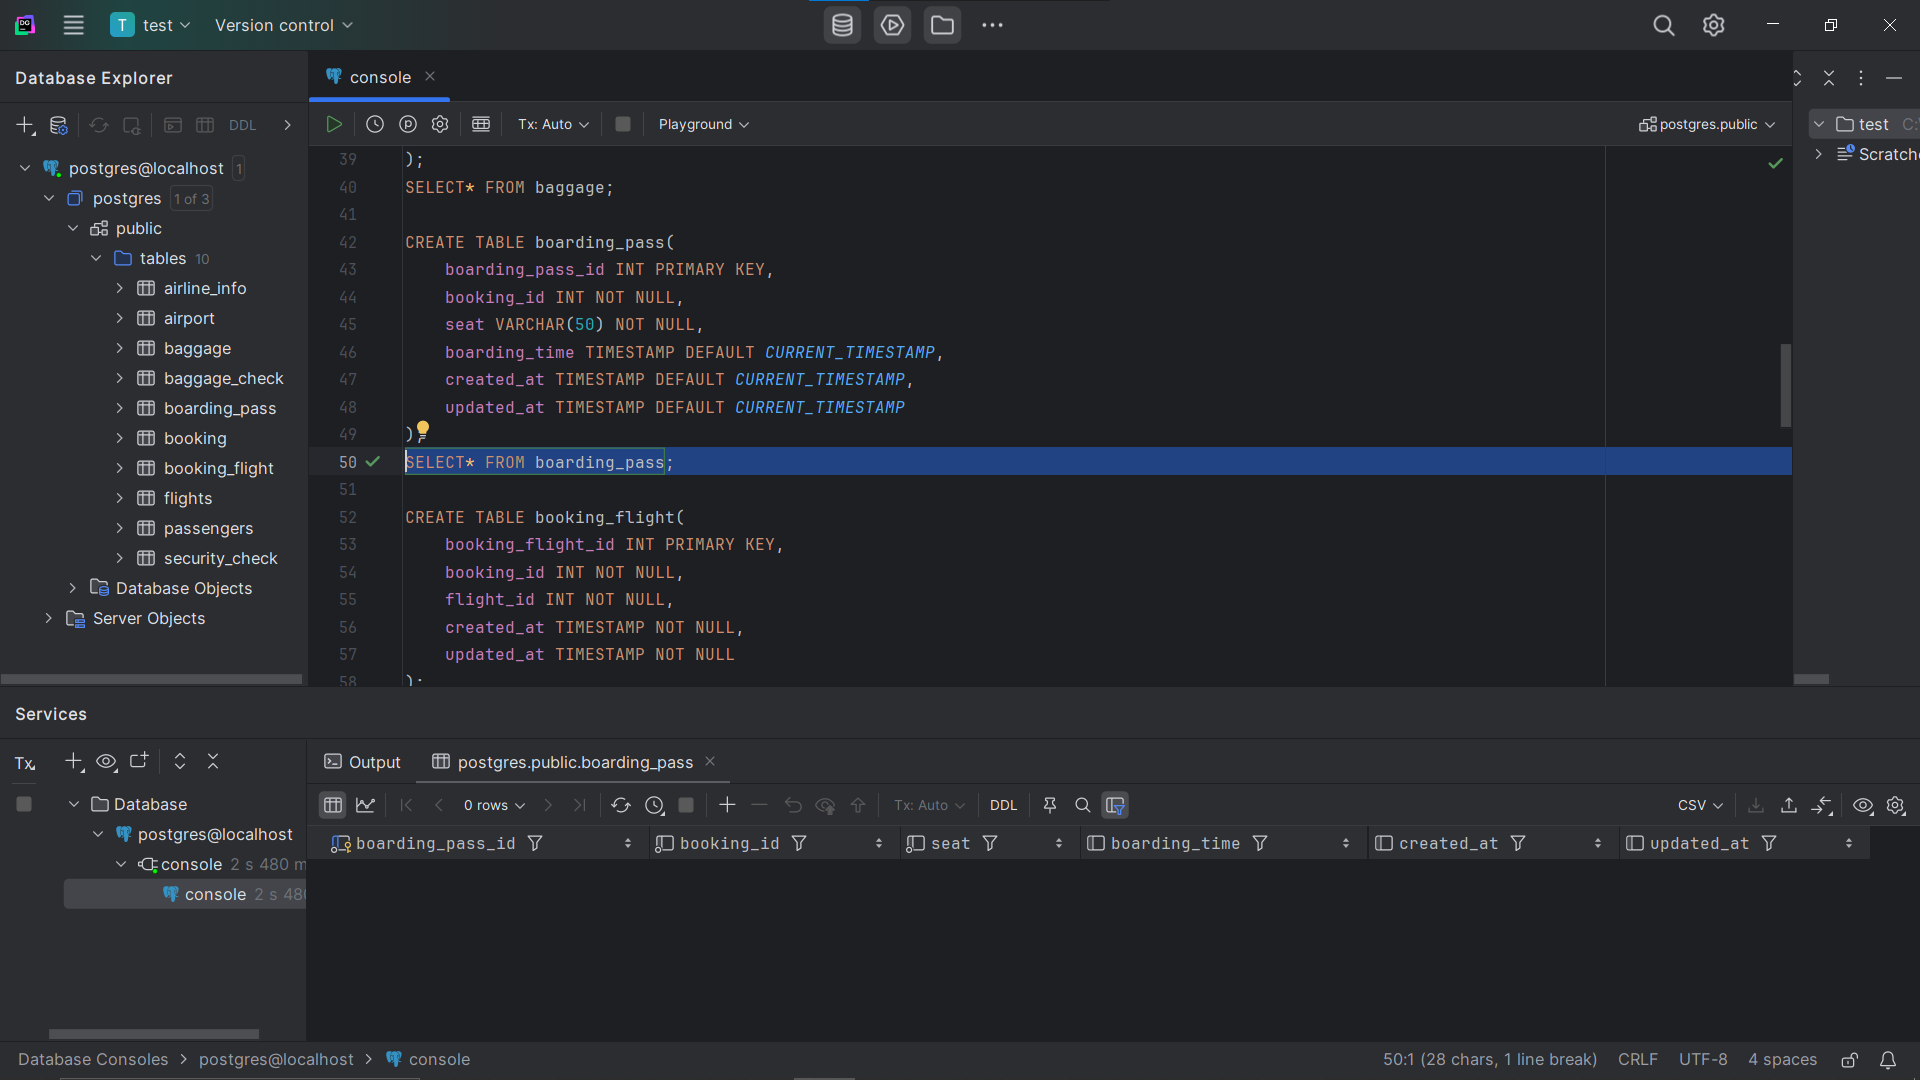 T test Version control
Database Explorer
console
DDL
Tx: Auto
Playground
postgres.public
postgres@localhost 1
postgres 1 of 3
public
tables 10
airline_info
airport
baggage
baggage_check
boarding_pass
booking
booking_flight
flights
passengers
security_check
Database Objects
Server Objects
39 );
40 SELECT* FROM baggage;
41
42 CREATE TABLE boarding_pass(
43 boarding_pass_id INT PRIMARY KEY,
44 booking_id INT NOT NULL,
45 seat VARCHAR(50) NOT NULL,
46 boarding_time TIMESTAMP DEFAULT CURRENT_TIMESTAMP,
47 created_at TIMESTAMP DEFAULT CURRENT_TIMESTAMP,
48 updated_at TIMESTAMP DEFAULT CURRENT_TIMESTAMP
49 );
50 SELECT* FROM boarding_pass;
51
52 CREATE TABLE booking_flight(
53 booking_flight_id INT PRIMARY KEY,
54 booking_id INT NOT NULL,
55 flight_id INT NOT NULL,
56 created_at TIMESTAMP NOT NULL,
57 updated_at TIMESTAMP NOT NULL
58 );
test C:
Scratche
Services
Tx
Database
postgres@localhost
console 2 s 480 m
console 2 s 480
Output
postgres.public.boarding_pass
0 rows
Tx: Auto
DDL
CSV
boarding_pass_id booking_id seat boarding_time created_at updated_at
Database Consoles > postgres@localhost > console
50:1 (28 chars, 1 line break) CRLF UTF-8 4 spaces